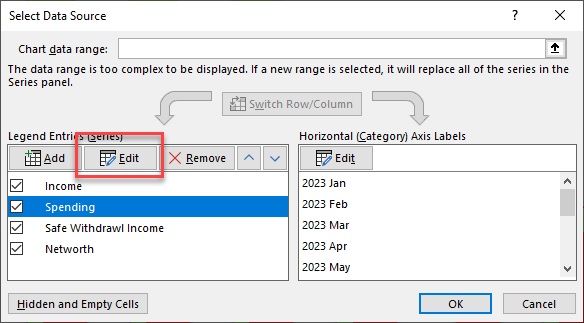 Select Data Source
Chart data range:
The data range is too complex to be displayed. If a new range is selected, it will replace all of the series in the
Series panel.
Switch Row/Column
Legend Entries (Series)
Add
Edit
Remove
Income
Spending
Safe Withdrawl Income
Networth
Horizontal (Category) Axis Labels
Edit
2023 Jan
2023 Feb
2023 Mar
2023 Apr
2023 May
Hidden and Empty Cells
OK
Cancel